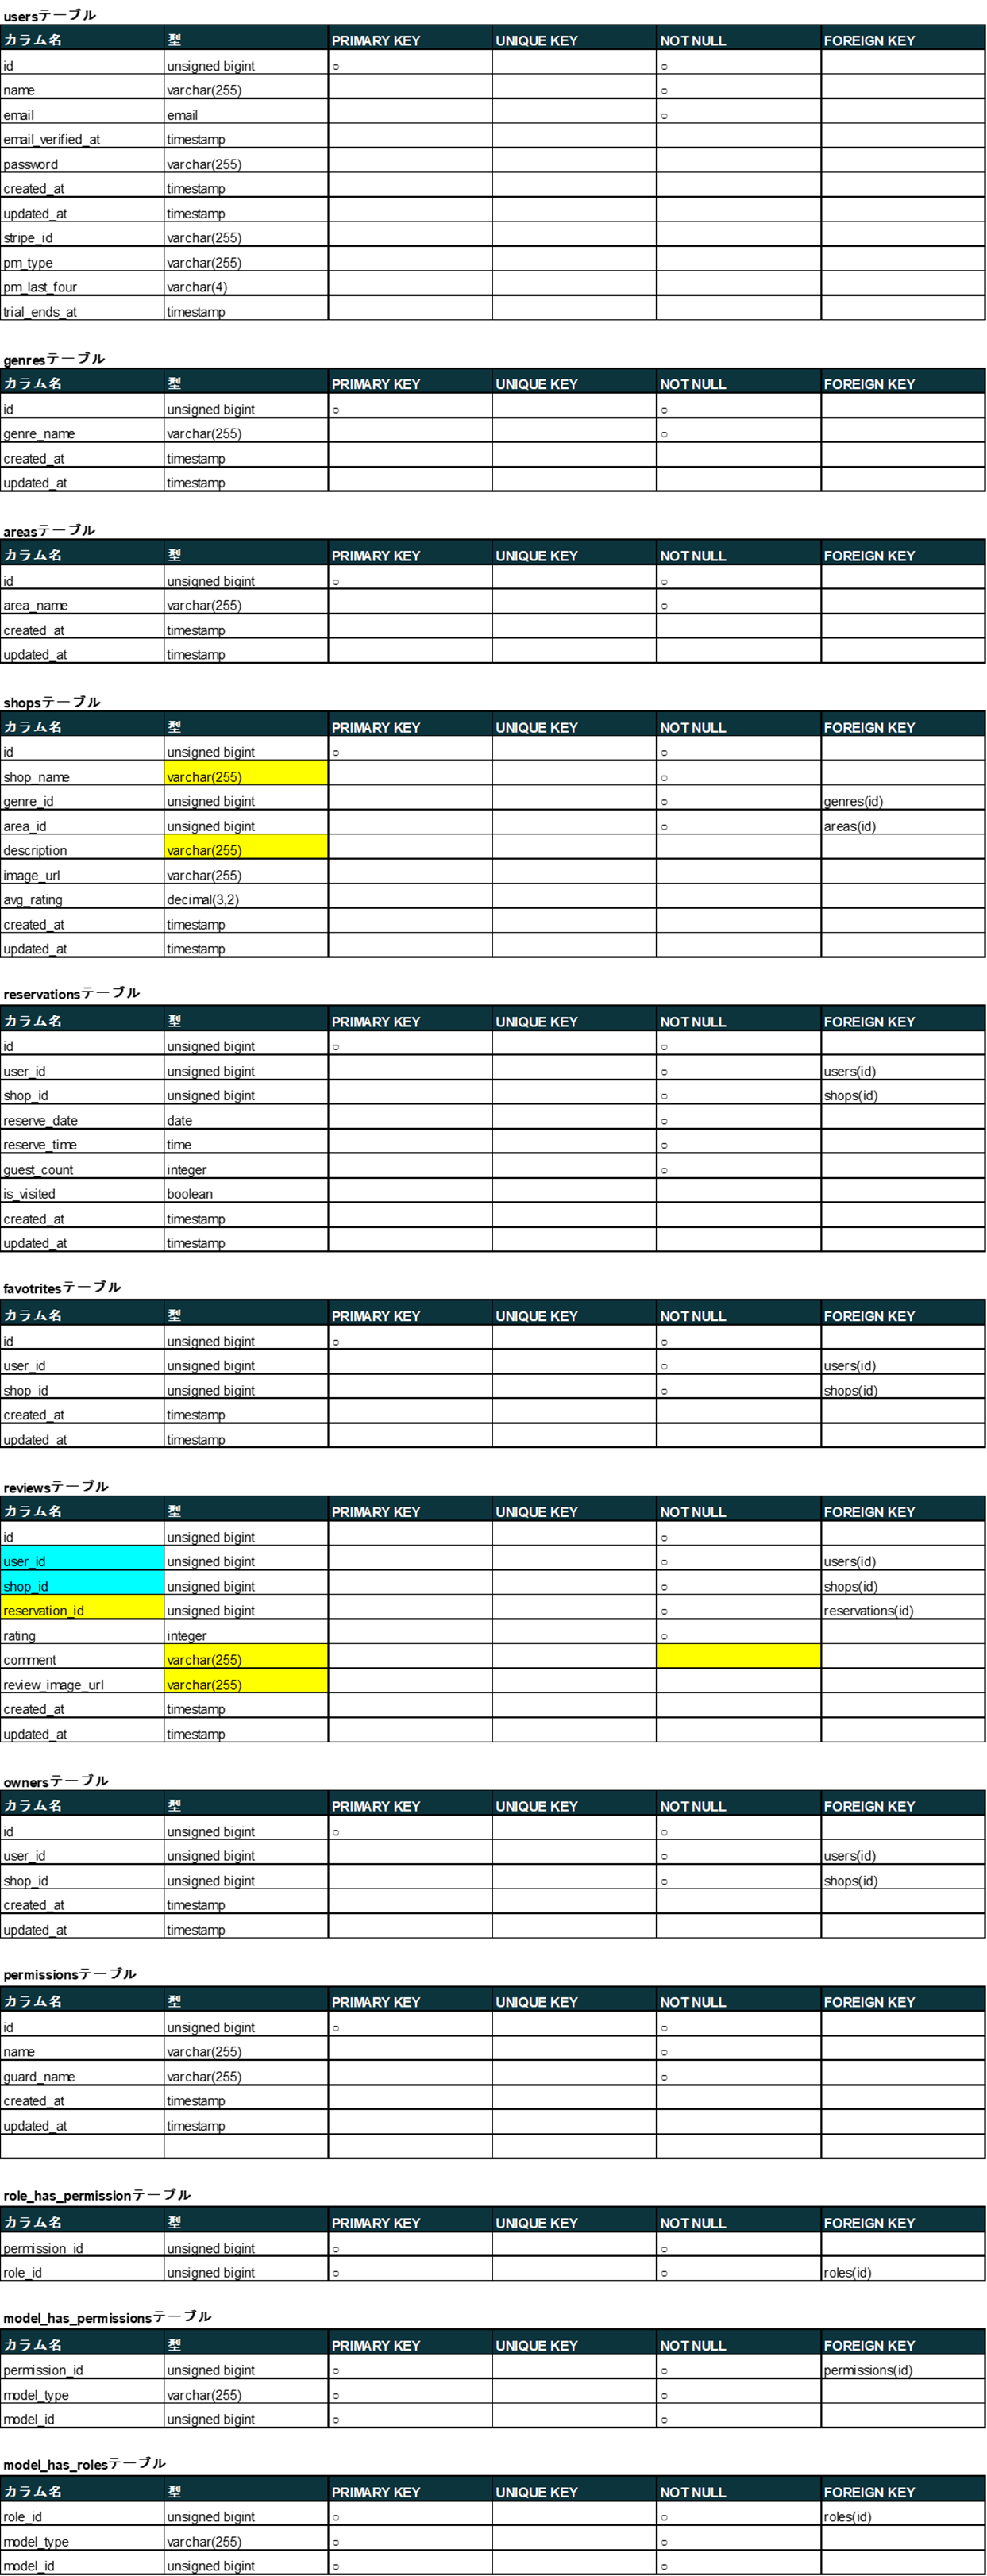 usersテーブル
カラム名 型 PRIMARY KEY UNIQUE KEY NOT NULL FOREIGN KEY
id unsigned bigint ○ ○
name varchar(255) ○
email email ○
email_verified_at timestamp
password varchar(255)
created_at timestamp
updated_at timestamp
stripe_id varchar(255)
pm_type varchar(255)
pm_last_four varchar(4)
trial_ends_at timestamp
genresテーブル
カラム名 型 PRIMARY KEY UNIQUE KEY NOT NULL FOREIGN KEY
id unsigned bigint ○ ○
genre_name varchar(255) ○
created_at timestamp
updated_at timestamp
areasテーブル
カラム名 型 PRIMARY KEY UNIQUE KEY NOT NULL FOREIGN KEY
id unsigned bigint ○ ○
area_name varchar(255) ○
created_at timestamp
updated_at timestamp
shopsテーブル
カラム名 型 PRIMARY KEY UNIQUE KEY NOT NULL FOREIGN KEY
id unsigned bigint ○ ○
shop_name varchar(255) ○
genre_id unsigned bigint ○ genres(id)
area_id unsigned bigint ○ areas(id)
description varchar(255)
image_url varchar(255)
avg_rating decimal(3,2)
created_at timestamp
updated_at timestamp
reservationsテーブル
カラム名 型 PRIMARY KEY UNIQUE KEY NOT NULL FOREIGN KEY
id unsigned bigint ○ ○
user_id unsigned bigint ○ users(id)
shop_id unsigned bigint ○ shops(id)
reserve_date date ○
reserve_time time ○
guest_count integer ○
is_visited boolean
created_at timestamp
updated_at timestamp
favotritesテーブル
カラム名 型 PRIMARY KEY UNIQUE KEY NOT NULL FOREIGN KEY
id unsigned bigint ○ ○
user_id unsigned bigint ○ users(id)
shop_id unsigned bigint ○ shops(id)
created_at timestamp
updated_at timestamp
reviewsテーブル
カラム名 型 PRIMARY KEY UNIQUE KEY NOT NULL FOREIGN KEY
id unsigned bigint ○
user_id unsigned bigint ○ users(id)
shop_id unsigned bigint ○ shops(id)
reservation_id unsigned bigint ○ reservations(id)
rating integer ○
comment varchar(255)
review_image_url varchar(255)
created_at timestamp
updated_at timestamp
ownersテーブル
カラム名 型 PRIMARY KEY UNIQUE KEY NOT NULL FOREIGN KEY
id unsigned bigint ○ ○
user_id unsigned bigint ○ users(id)
shop_id unsigned bigint ○ shops(id)
created_at timestamp
updated_at timestamp
permissionsテーブル
カラム名 型 PRIMARY KEY UNIQUE KEY NOT NULL FOREIGN KEY
id unsigned bigint ○ ○
name varchar(255) ○
guard_name varchar(255) ○
created_at timestamp
updated_at timestamp
role_has_permissionテーブル
カラム名 型 PRIMARY KEY UNIQUE KEY NOT NULL FOREIGN KEY
permission_id unsigned bigint ○ ○
role_id unsigned bigint ○ ○ roles(id)
model_has_permissionsテーブル
カラム名 型 PRIMARY KEY UNIQUE KEY NOT NULL FOREIGN KEY
permission_id unsigned bigint ○ ○ permissions(id)
model_type varchar(255) ○ ○
model_id unsigned bigint ○ ○
model_has_rolesテーブル
カラム名 型 PRIMARY KEY UNIQUE KEY NOT NULL FOREIGN KEY
role_id unsigned bigint ○ ○ roles(id)
model_type varchar(255) ○ ○
model_id unsigned bigint ○ ○